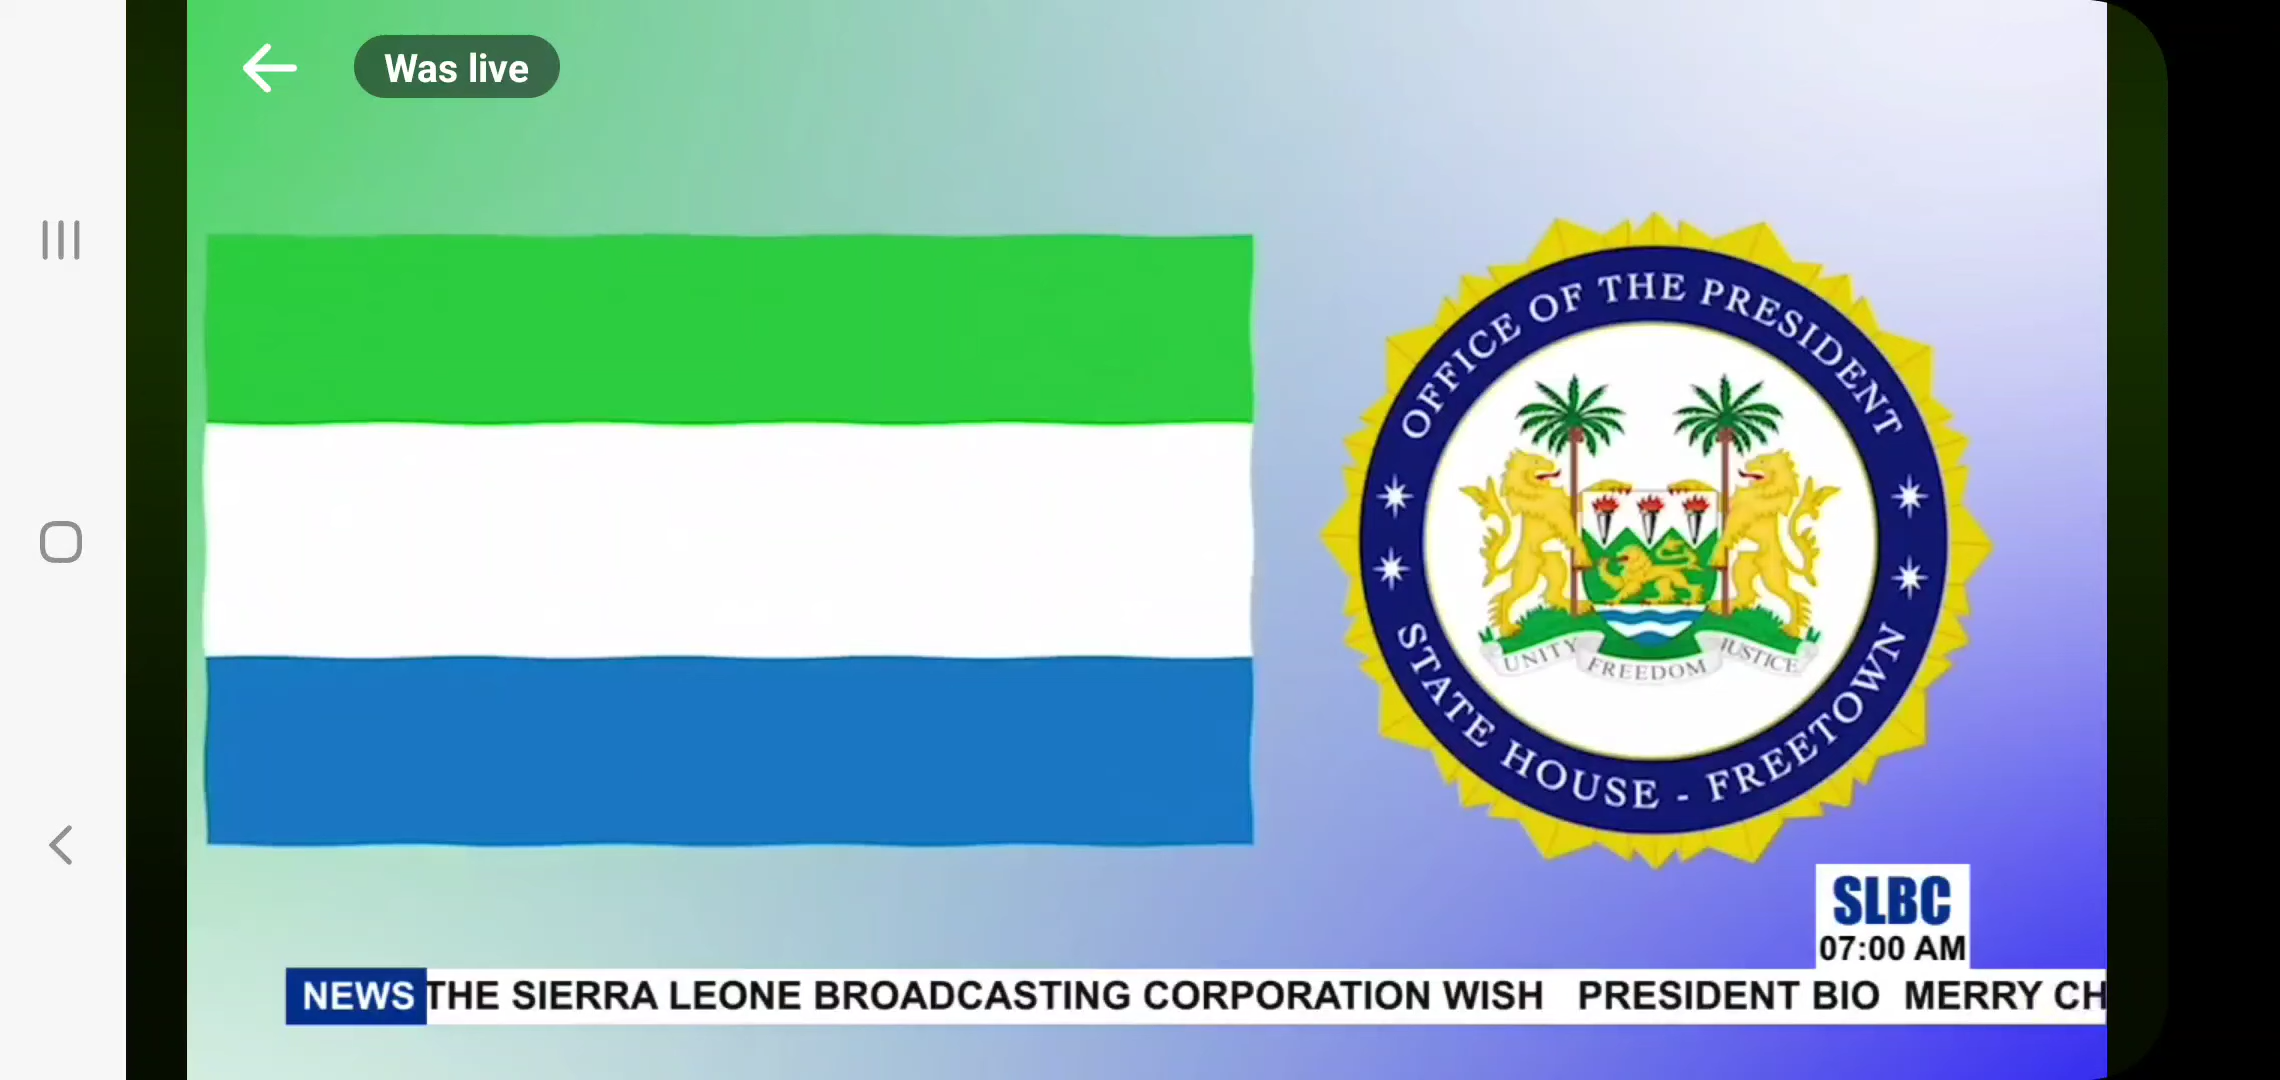 Was live
OFFICE OF THE PRESIDENT
UNITY FREEDOM JUSTICE
STATE HOUSE - FREETOWN
SLBC
07:00 AM
NEWS THE SIERRA LEONE BROADCASTING CORPORATION WISH PRESIDENT BIO MERRY CH